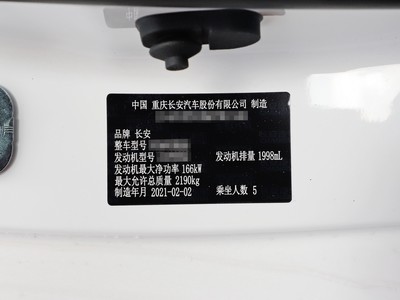 中国 重庆长安汽车股份有限公司 制造
品牌 长安
整车型号
发动机型号 发动机排量 1998mL
发动机最大净功率 166kW
最大允许总质量 2190kg
制造年月 2021-02-02 乘坐人数 5